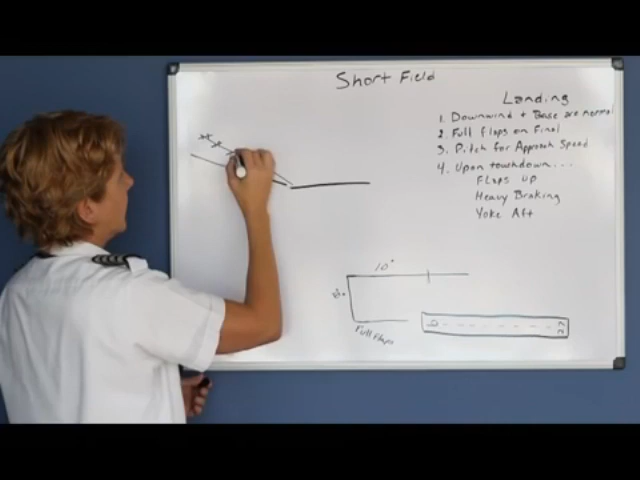 Short Field
Landing
1. Downwind + Base are normal
2. Full flaps on Final
3. Pitch for Approach Speed
4. Upon touchdown...
Flaps up
Heavy Braking
Yoke Aft
10°
Full flaps